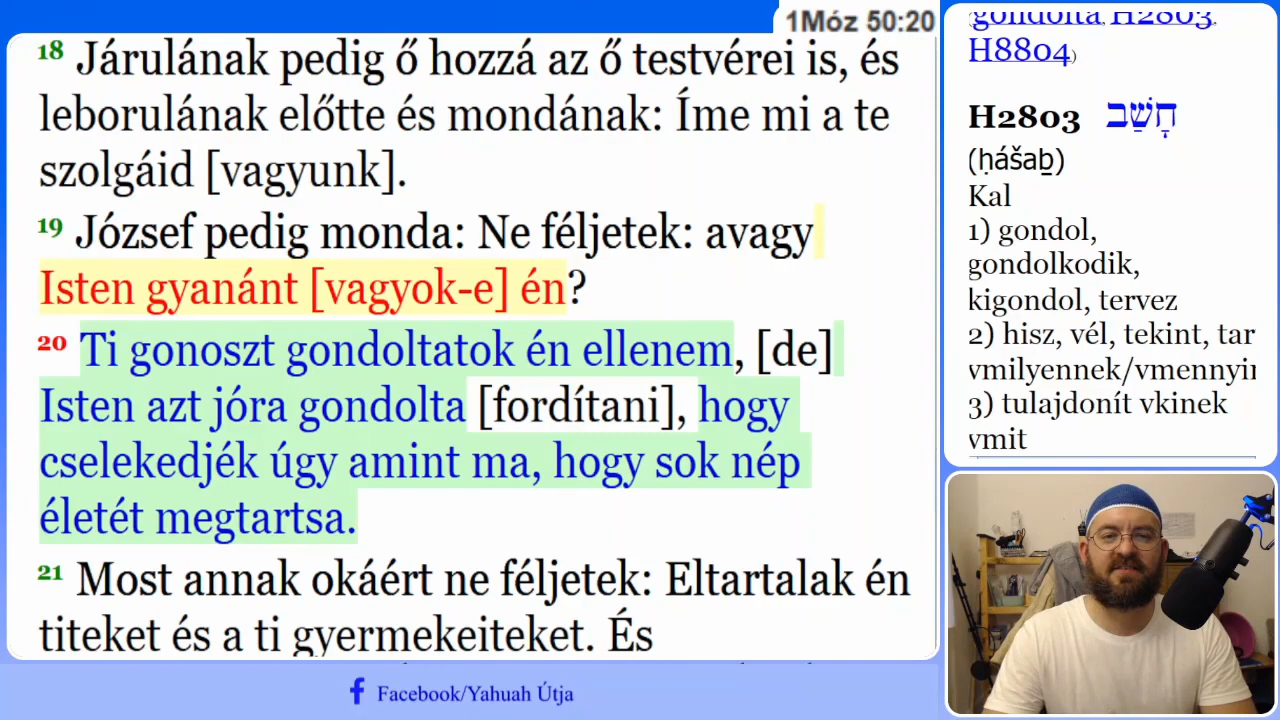 1Móz 50:20
18 Járulának pedig ő hozzá az ő testvérei is, és
leborulának előtte és mondának: Íme mi a te
szolgáid [vagyunk].
19 József pedig monda: Ne féljetek: avagy
Isten gyanánt [vagyok-e] én?
20 Ti gonoszt gondoltatok én ellenem, [de]
Isten azt jóra gondolta [fordítani], hogy
cselekedjék úgy amint ma, hogy sok nép
életét megtartsa.
21 Most annak okáért ne féljetek: Eltartalak én
titeket és a ti gyermekeiteket. És
(gondolta, H2803,
H8804)
H2803 חָשַׁב
(ḥášaḇ)
Kal
1) gondol,
gondolkodik,
kigondol, tervez
2) hisz, vél, tekint, tar
vmilyennek/vmennyi
3) tulajdonít vkinek
vmit
Facebook/Yahuah Útja